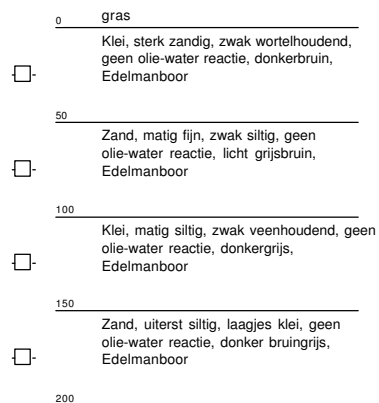 0 gras
Klei, sterk zandig, zwak wortelhoudend,
geen olie-water reactie, donkerbruin,
Edelmanboor
50
Zand, matig fijn, zwak siltig, geen
olie-water reactie, licht grijsbruin,
Edelmanboor
100
Klei, matig siltig, zwak veenhoudend, geen
olie-water reactie, donkergrijs,
Edelmanboor
150
Zand, uiterst siltig, laagjes klei, geen
olie-water reactie, donker bruingrijs,
Edelmanboor
200